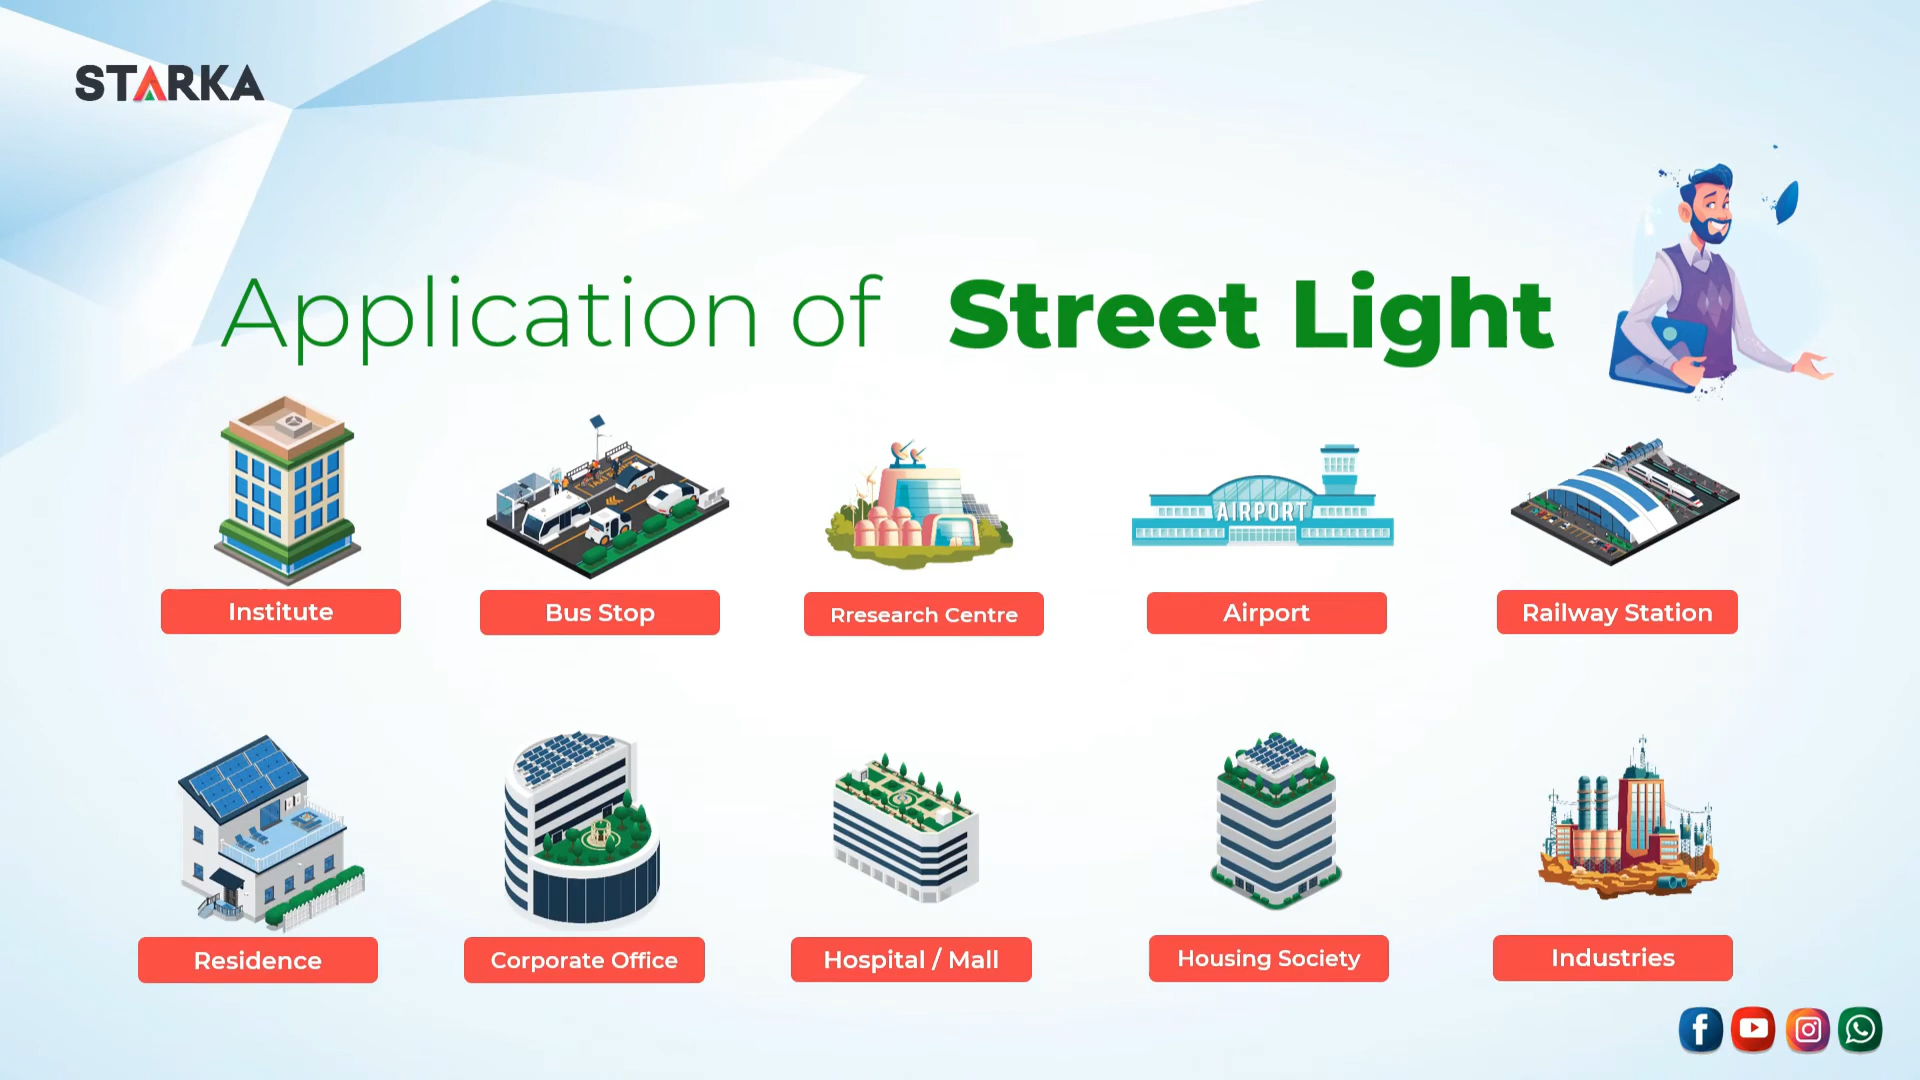 STARKA
Application of Street Light
AIRPORT
Institute
Bus Stop
Rresearch Centre
Airport
Railway Station
Residence
Corporate Office
Hospital / Mall
Housing Society
Industries